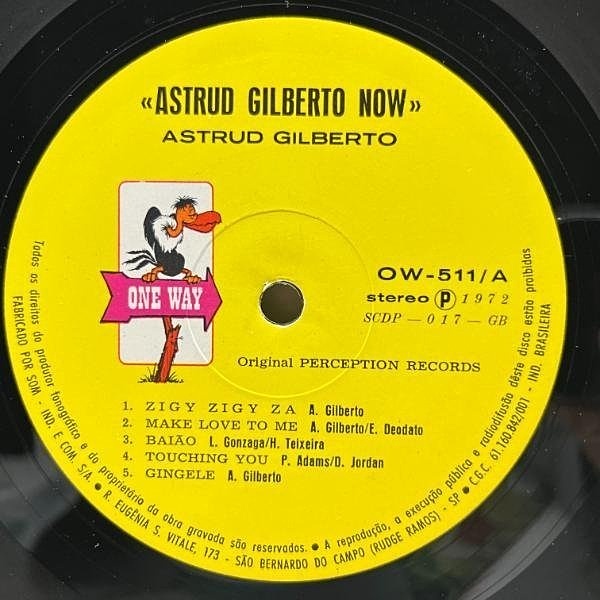 «ASTRUD GILBERTO NOW»
ASTRUD GILBERTO
ONE WAY
OW-511/A
stereo Ⓟ 1972
SCDP — 017 — GB
Original PERCEPTION RECORDS
1. ZIGY ZIGY ZA A. Gilberto
2. MAKE LOVE TO ME A. Gilberto/E. Deodato
3. BAIÃO L. Gonzaga/H. Teixeira
4. TOUCHING YOU P. Adams/D. Jordan
5. GINGELE A. Gilberto
Todos os direitos do produtor fonográfico e do proprietário da obra gravada são reservados. ● A reprodução, a execução pública e radiodifusão dêste disco estão proibidas
FABRICADO POR SOM - IND. E COM. S/A. ● R. EUGÊNIA S. VITALE, 173 - SÃO BERNARDO DO CAMPO (RUDGE RAMOS) - SP ● C.G.C. 61.160.842/001 - IND. BRASILEIRA